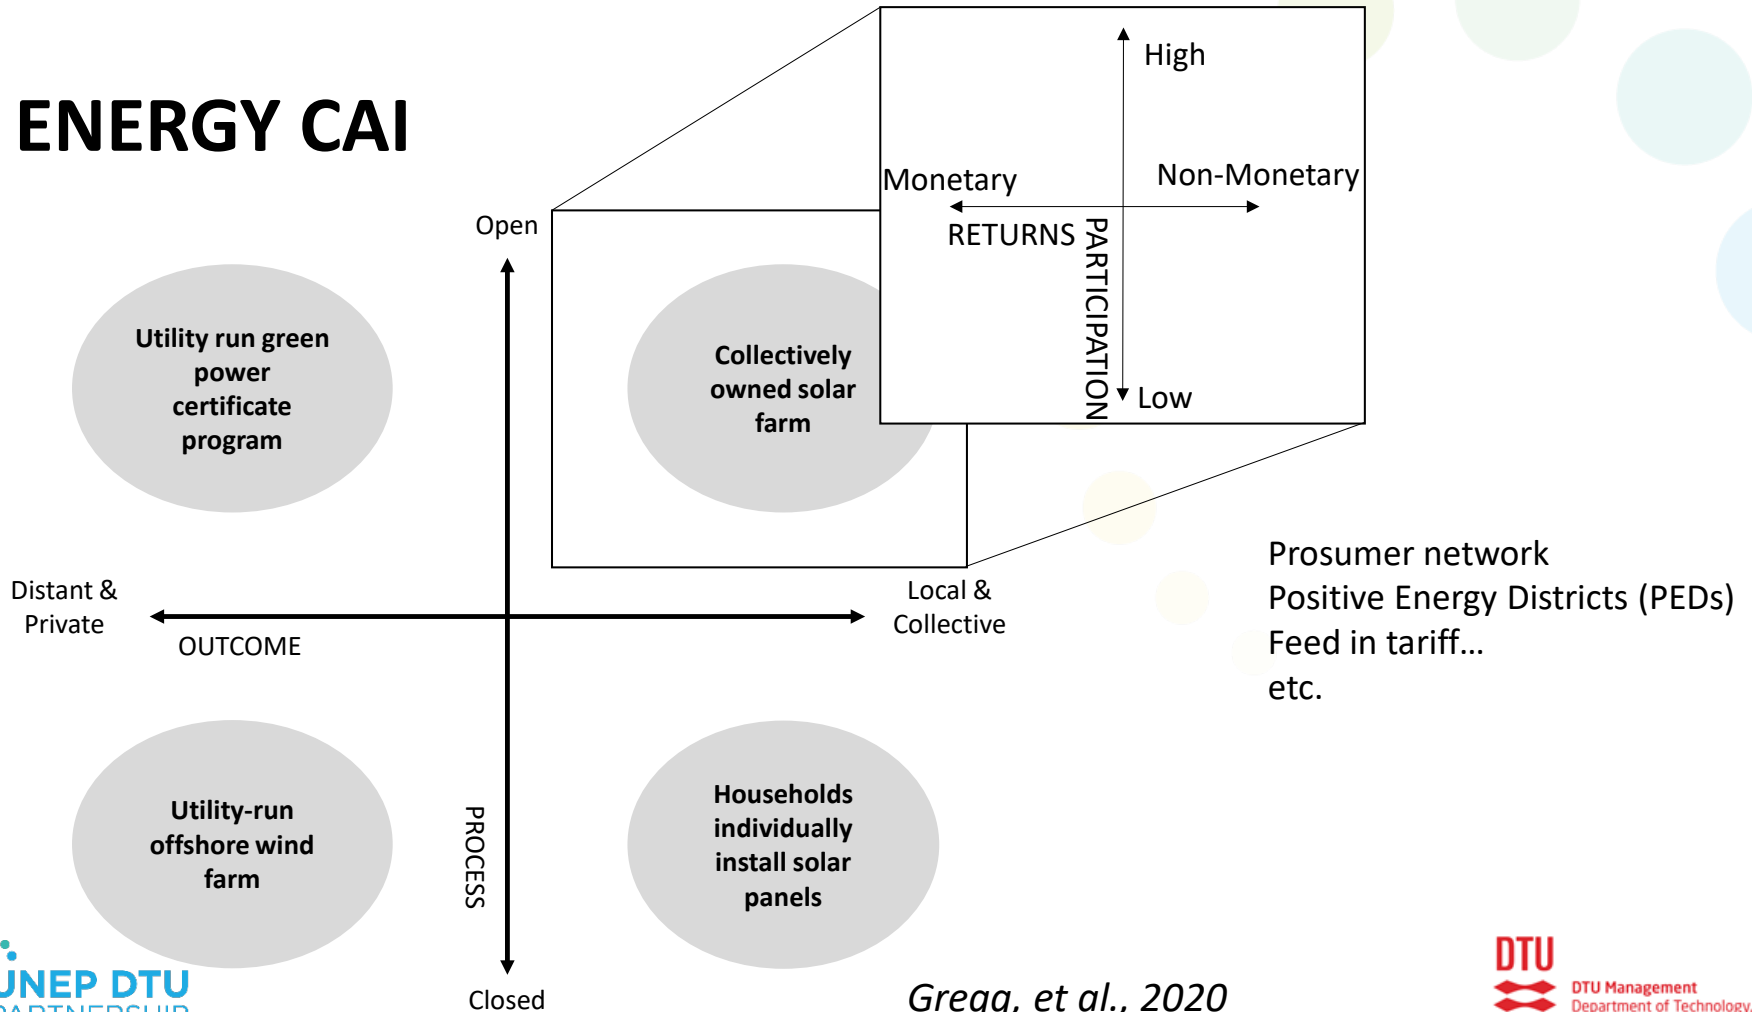 ENERGY CAI
High
Monetary
Non-Monetary
RETURNS
PARTICIPATION
Low
Open
Utility run green
power
certificate
program
Collectively
owned solar
farm
Distant &
Private
OUTCOME
Local &
Collective
Prosumer network
Positive Energy Districts (PEDs)
Feed in tariff...
etc.
Utility-run
offshore wind
farm
PROCESS
Households
individually
install solar
panels
Closed
UNEP DTU
PARTNERSHIP
Gregg, et al., 2020
DTU
DTU Management
Department of Technology,